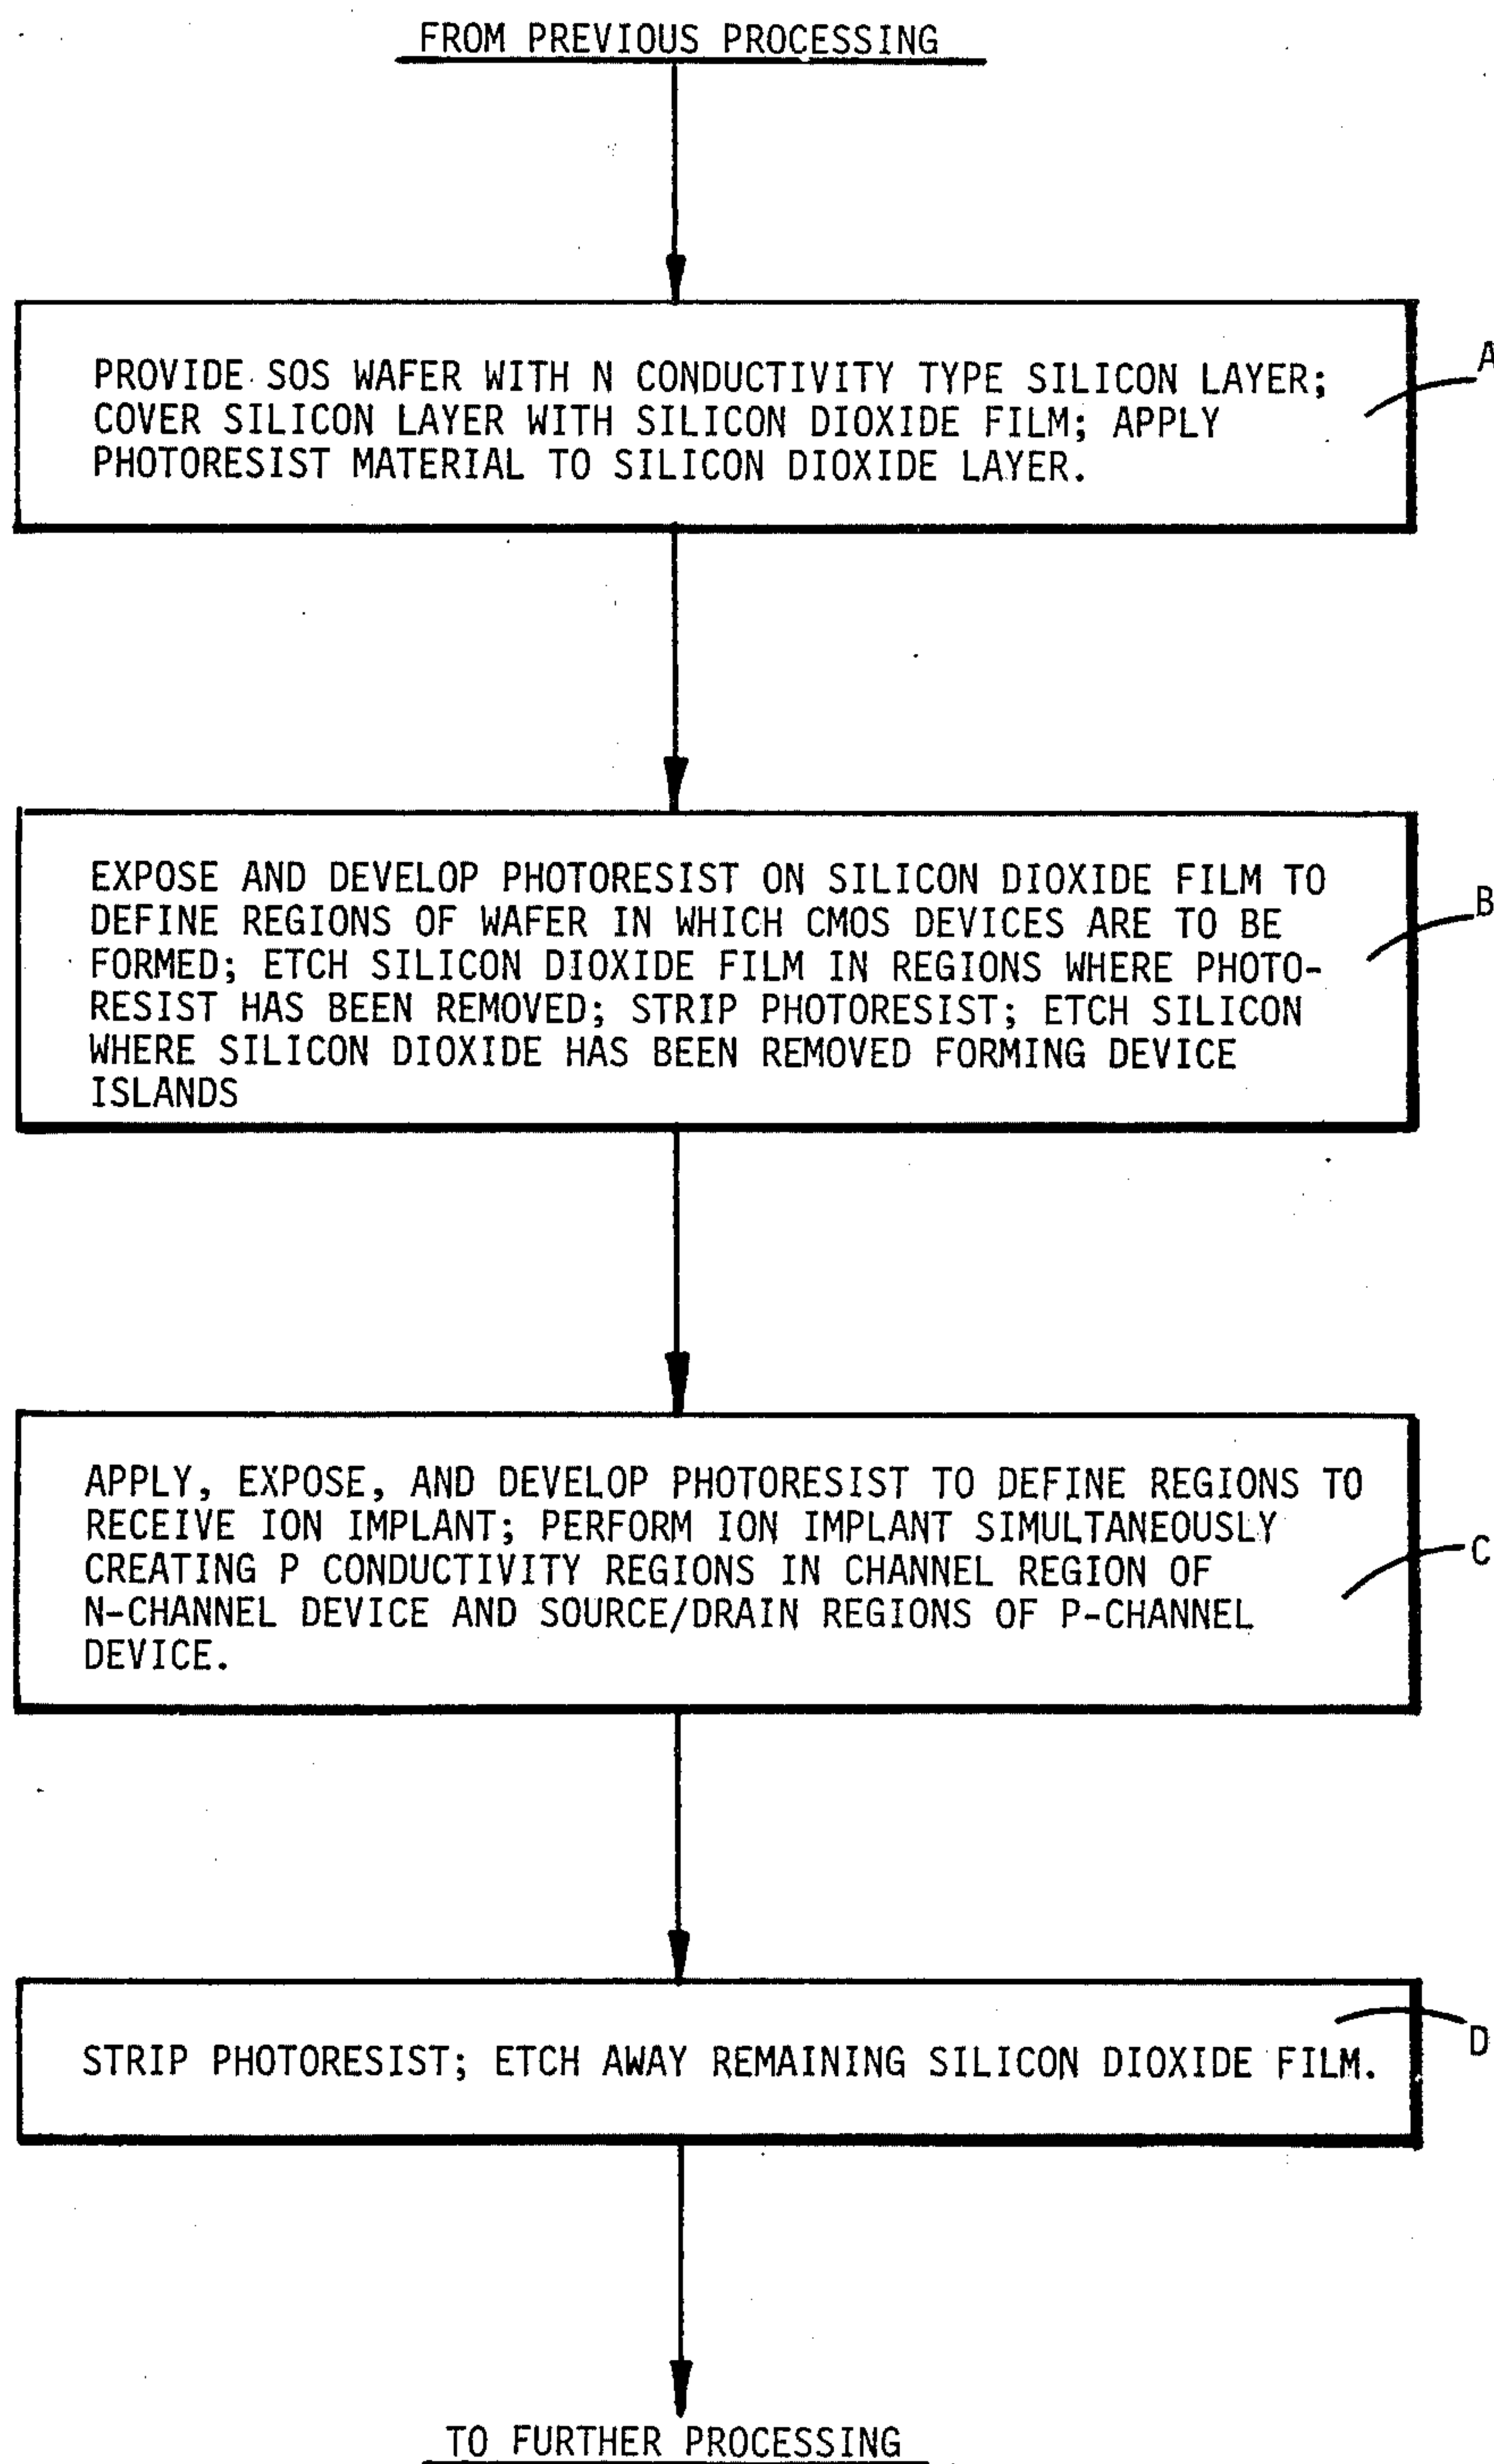 FROM PREVIOUS PROCESSING
PROVIDE SOS WAFER WITH N CONDUCTIVITY TYPE SILICON LAYER;
COVER SILICON LAYER WITH SILICON DIOXIDE FILM; APPLY
PHOTORESIST MATERIAL TO SILICON DIOXIDE LAYER.
A
EXPOSE AND DEVELOP PHOTORESIST ON SILICON DIOXIDE FILM TO
DEFINE REGIONS OF WAFER IN WHICH CMOS DEVICES ARE TO BE
FORMED; ETCH SILICON DIOXIDE FILM IN REGIONS WHERE PHOTO-
RESIST HAS BEEN REMOVED; STRIP PHOTORESIST; ETCH SILICON
WHERE SILICON DIOXIDE HAS BEEN REMOVED FORMING DEVICE
ISLANDS
B
APPLY, EXPOSE, AND DEVELOP PHOTORESIST TO DEFINE REGIONS TO
RECEIVE ION IMPLANT; PERFORM ION IMPLANT SIMULTANEOUSLY
CREATING P CONDUCTIVITY REGIONS IN CHANNEL REGION OF
N-CHANNEL DEVICE AND SOURCE/DRAIN REGIONS OF P-CHANNEL
DEVICE.
C
STRIP PHOTORESIST; ETCH AWAY REMAINING SILICON DIOXIDE FILM.
D
TO FURTHER PROCESSING